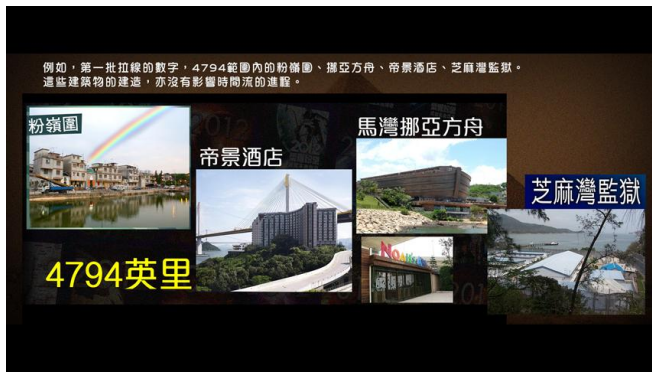 例如，第一批拉線的數字，4794範圍內的粉嶺圍、挪亞方舟、帝景酒店、芝麻灣監獄。
這些建築物的建造，亦沒有影響時間流的進程。
粉嶺圍
帝景酒店
馬灣挪亞方舟
芝麻灣監獄
4794英里
2012